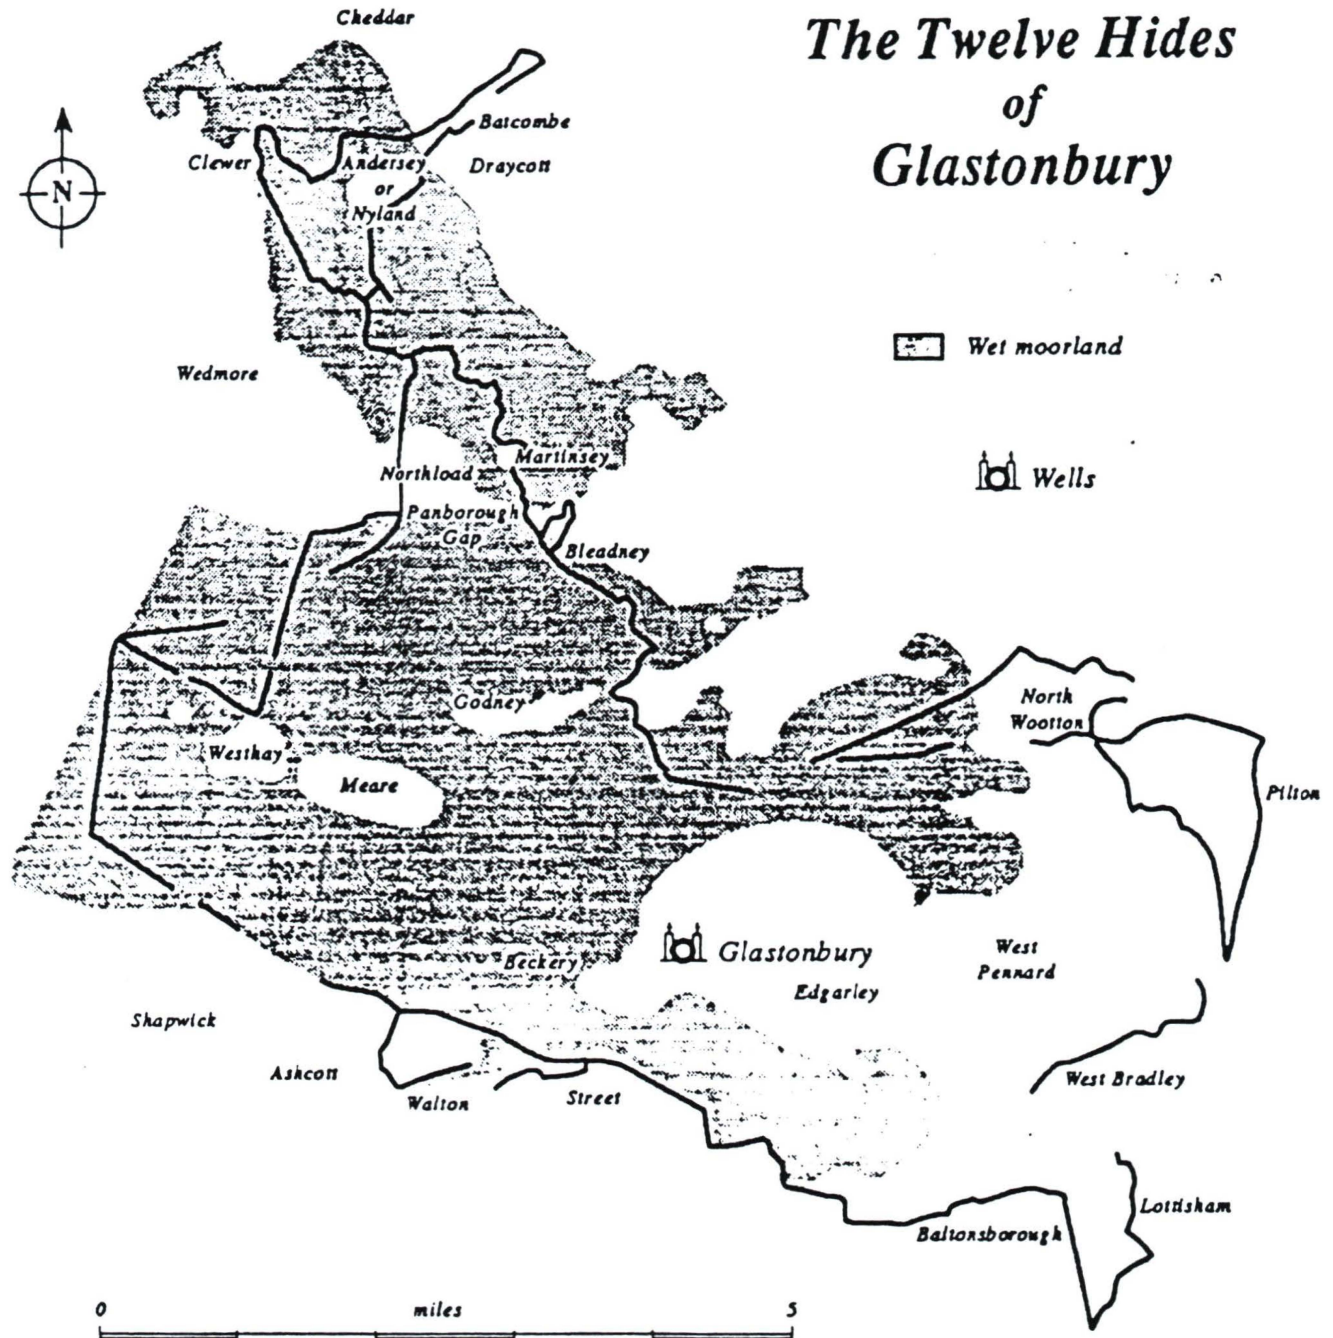 The Twelve Hides
of
Glastonbury
Cheddar
N
Batcombe
Clewer
Andersey
or
Nyland
Draycott
Wet moorland
Wedmore
Martinsey
Northload
Wells
Panborough
Gap
Bleadney
Godney
North
Wootton
Westhay
Meare
Pilton
Glastonbury
Beckery
Edgarley
West
Pennard
Shapwick
Ashcott
Walton
Street
West Bradley
Lottisham
Baltonsborough
0 miles 5